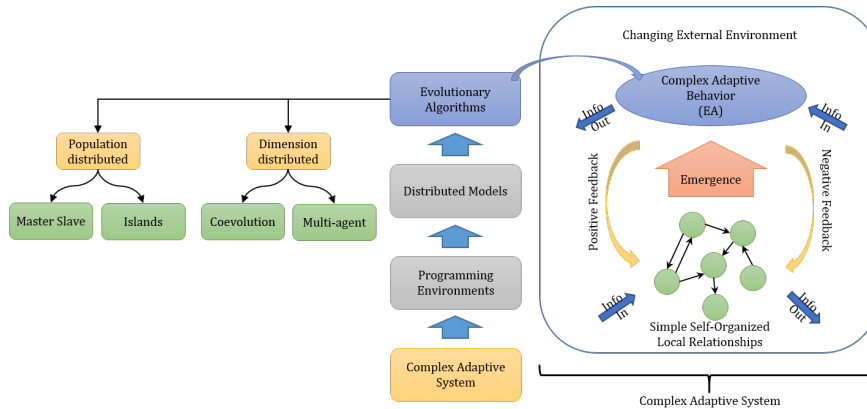 Changing External Environment
Evolutionary
Algorithms
Complex Adaptive
Behavior
(EA)
Info
Out
Info
In
Population
distributed
Dimension
distributed
Distributed Models
Emergence
Positive Feedback
Negative Feedback
Master Slave
Islands
Coevolution
Multi-agent
Programming
Environments
Info
In
Info
Out
Simple Self-Organized
Local Relationships
Complex Adaptive
System
Complex Adaptive System